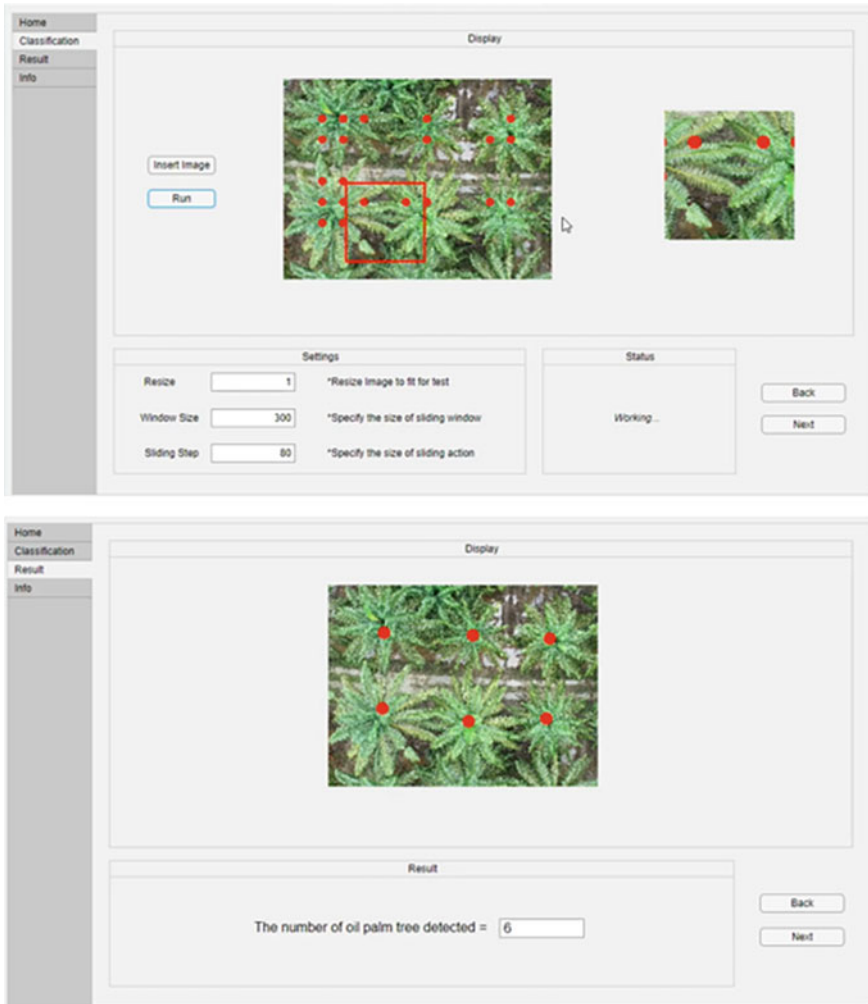 Home
Classification
Result
Info
Display
Insert Image
Run
Settings
Resize 1 *Resize Image to fit for test
Window Size 300 *Specify the size of sliding window
Sliding Step 80 *Specify the size of sliding action
Status
Working...
Back
Next
Home
Classification
Result
Info
Display
Result
The number of oil palm tree detected = 6
Back
Next